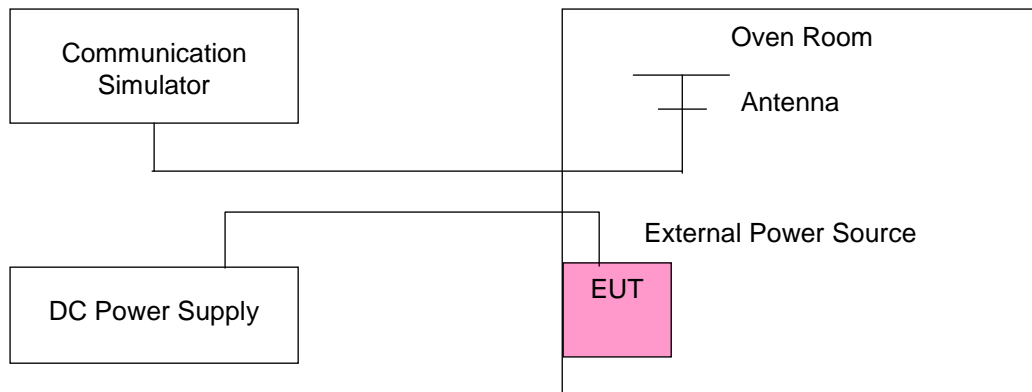 Communication
Simulator
Oven Room
Antenna
External Power Source
DC Power Supply
EUT